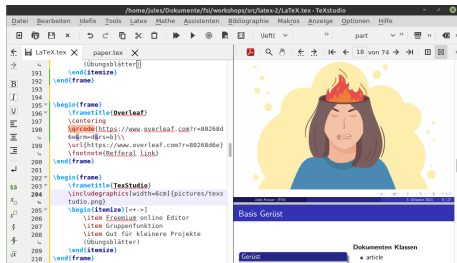 /home/jules/Dokumente/fsi/workshops/src/latex-2/LaTeX.tex - TeXstudio
Datei Bearbeiten Idefix Tools Latex Mathe Assistenten Bibliographie Makros Anzeige Optionen Hilfe
\left( part
LaTeX.tex paper.tex 18 von 74
(Übungsblätter)
191 \end{itemize}
192 \end{frame}
193
194
195 \begin{frame}
196 \frametitle{Overleaf}
197 \centering
198 \qrcode{https://www.overleaf.com?r=80268d
6e&rm=d&rs=b}\\
199 \url{https://www.overleaf.com?r=80268d6e}
\footnote{Refferal link}
200 \end{frame}
201
202 \begin{frame}
203 \frametitle{TexStudio}
204 \includegraphics[width=6cm]{pictures/texs
tudio.png}
205 \begin{itemize}[<+->]
206 \item Freemium online Editor
207 \item Gruppenfunktion
208 \item Gut für kleinere Projekte
(Übungsblätter)
209 \end{itemize}
210 \end{frame}
Basis Gerüst
Dokumenten Klassen
Gerüst
article